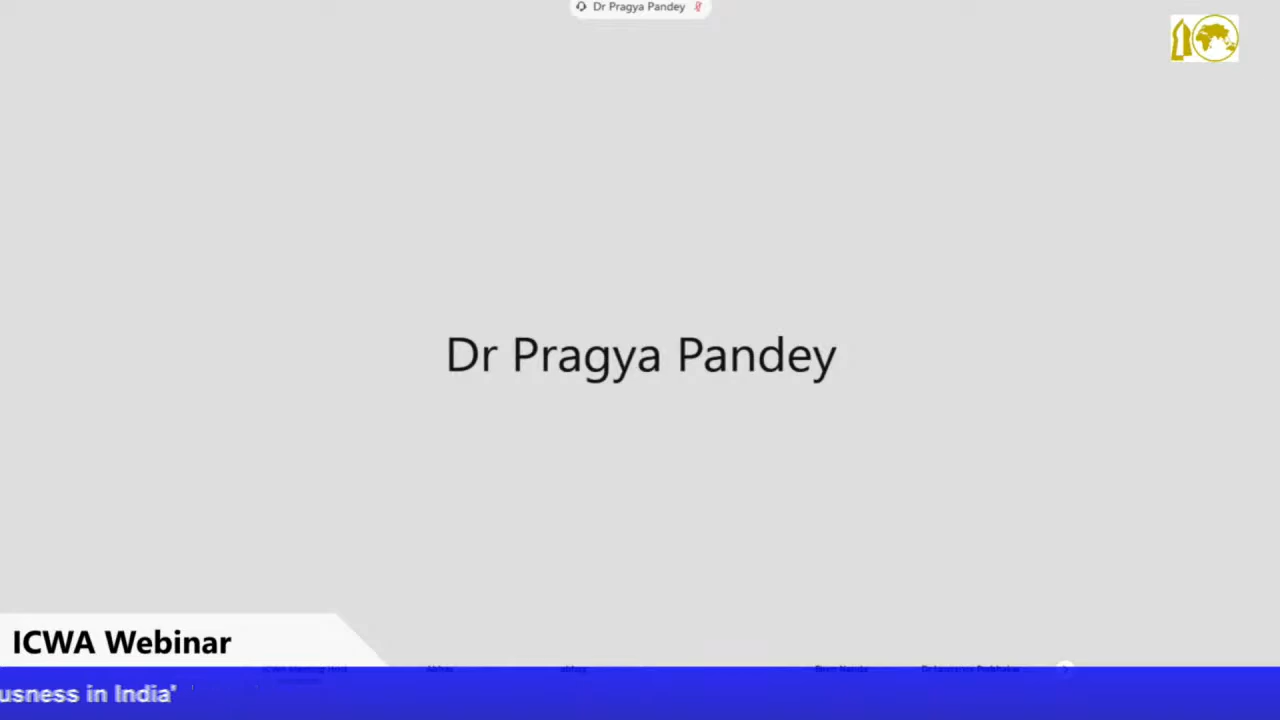 Dr Pragya Pandey
Dr Pragya Pandey
ICWA Webinar
usness in India'